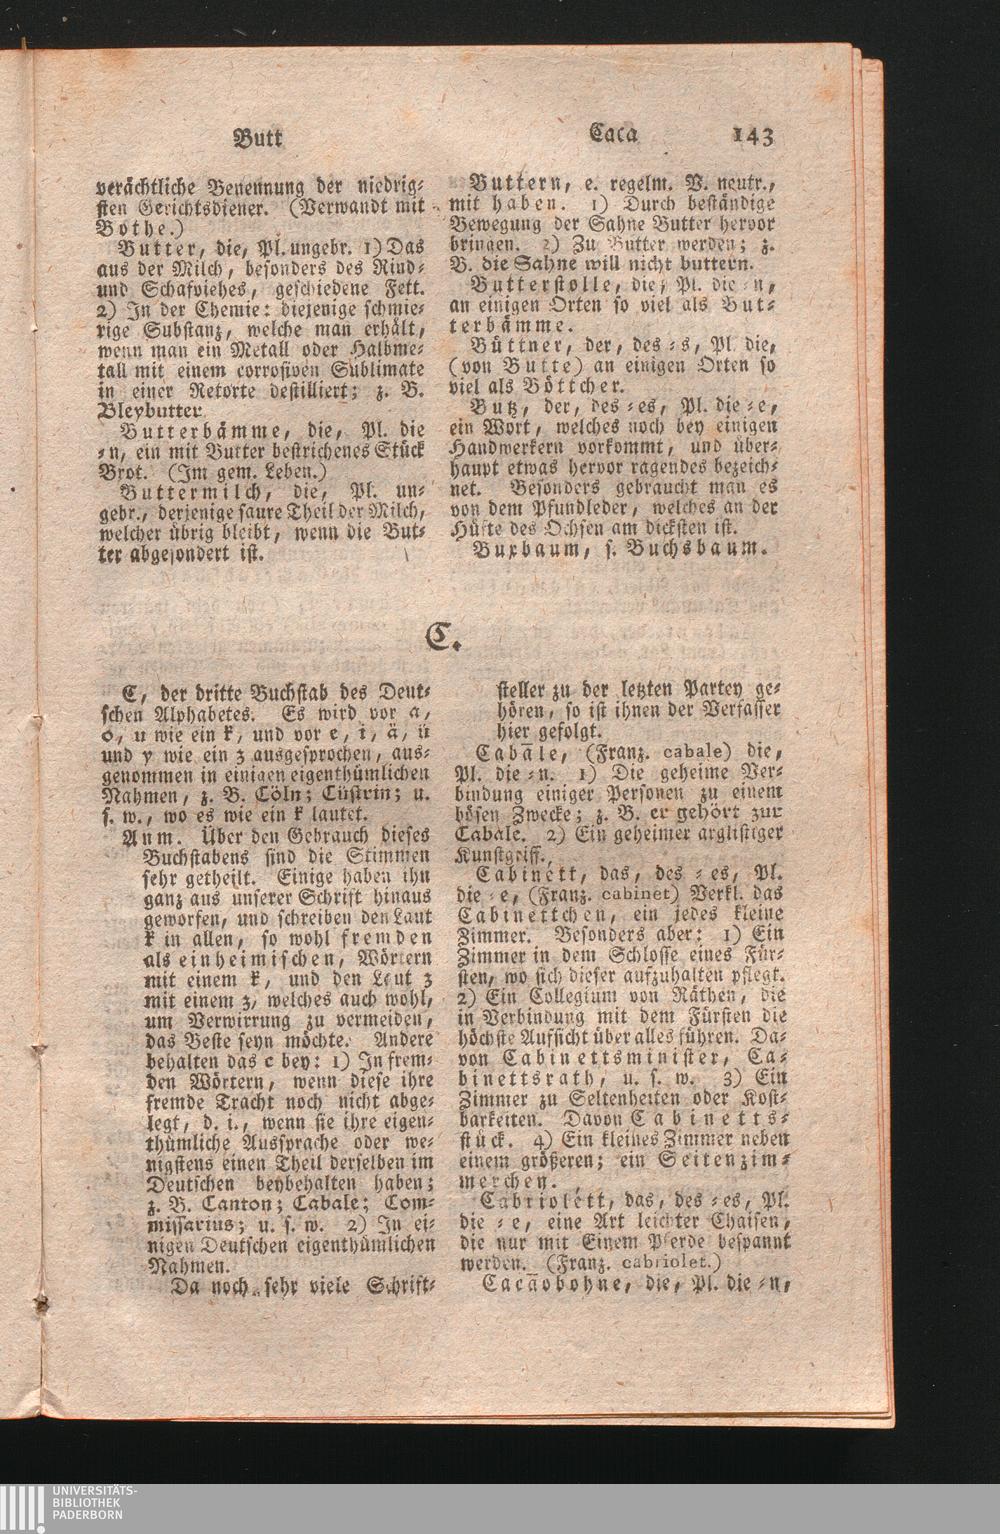 Butt
Caca 143
verächtliche Benennung der niedrig-
sten Gerichtsdiener. (Verwandt mit
Bothe.)
Butter, die, Pl. ungebr. 1) Das
aus der Milch, besonders des Rind-
und Schafviehes, geschiedene Fett.
2) In der Chemie: diejenige schmie-
rige Substanz, welche man erhält,
wenn man ein Metall oder Halbme-
tall mit einem corrosiven Sublimate
in einer Retorte destilliert; z. B.
Bleybutter
Butterbämme, die, Pl. die
-n, ein mit Butter bestrichenes Stück
Brot. (Im gem. Leben.)
Buttermilch, die, Pl. un-
gebr., derjenige saure Theil der Milch,
welcher übrig bleibt, wenn die But-
ter abgesondert ist.
Buttern, e. regelm. V. neutr.,
mit haben. 1) Durch beständige
Bewegung der Sahne Butter hervor
bringen. 2) Zu Butter werden; z.
B. die Sahne will nicht buttern.
Butterstolle, die, Pl. die -n,
an einigen Orten so viel als But-
terbämme.
Büttner, der, des -s, Pl. die,
(von Butte) an einigen Orten so
viel als Böttcher.
Butz, der, des -es, Pl. die -e,
ein Wort, welches noch bey einigen
Handwerkern vorkommt, und über-
haupt etwas hervor ragendes bezeich-
net. Besonders gebraucht man es
von dem Pfundleder, welches an der
Hüfte des Ochsen am dicksten ist.
Buxbaum, s. Buchsbaum.
C.
C, der dritte Buchstab des Deut-
schen Alphabetes. Es wird vor a,
o, u wie ein k, und vor e, i, ä, ü
und y wie ein z ausgesprochen, aus-
genommen in einigen eigenthümlichen
Nahmen, z. B. Cöln; Cüstrin; u.
s. w., wo es wie ein k lautet.
Anm. Über den Gebrauch dieses
Buchstabens sind die Stimmen
sehr getheilt. Einige haben ihn
ganz aus unserer Schrift hinaus
geworfen, und schreiben den Laut
k in allen, so wohl fremden
als einheimischen, Wörtern
mit einem k, und den Laut z
mit einem z, welches auch wohl,
um Verwirrung zu vermeiden,
das Beste seyn möchte. Andere
behalten das c bey: 1) In frem-
den Wörtern, wenn diese ihre
fremde Tracht noch nicht abge-
legt, d. i., wenn sie ihre eigen-
thümliche Aussprache oder we-
nigstens einen Theil derselben im
Deutschen beybehalten haben;
z. B. Canton; Cabale; Com-
missarius; u. s. w. 2) In ei-
nigen Deutschen eigenthümlichen
Nahmen.
Da noch sehr viele Schrift-
steller zu der letzten Partey ge-
hören, so ist ihnen der Verfasser
hier gefolgt.
Cabāle, (Franz. cabale) die,
Pl. die -n. 1) Die geheime Ver-
bindung einiger Personen zu einem
bösen Zwecke; z. B. er gehört zur
Cabale. 2) Ein geheimer arglistiger
Kunstgriff.
Cabinétt, das, des -es, Pl.
die -e, (Franz. cabinet) Verkl. das
Cabinettchen, ein jedes kleine
Zimmer. Besonders aber: 1) Ein
Zimmer in dem Schlosse eines Für-
sten, wo sich dieser aufzuhalten pflegt.
2) Ein Collegium von Räthen, die
in Verbindung mit dem Fürsten die
höchste Aufsicht über alles führen. Da-
von Cabinettsminister, Ca-
binettsrath, u. s. w. 3) Ein
Zimmer zu Seltenheiten oder Kost-
barkeiten. Davon Cabinetts-
stück. 4) Ein kleines Zimmer neben
einem größeren; ein Seitenzim-
merchen.
Cabriolétt, das, des -es, Pl.
die -e, eine Art leichter Chaisen,
die nur mit Einem Pferde bespannt
werden. (Franz. cabriolet.)
Cacāobohne, die, Pl. die -n,
UNIVERSITÄTS-
BIBLIOTHEK
PADERBORN